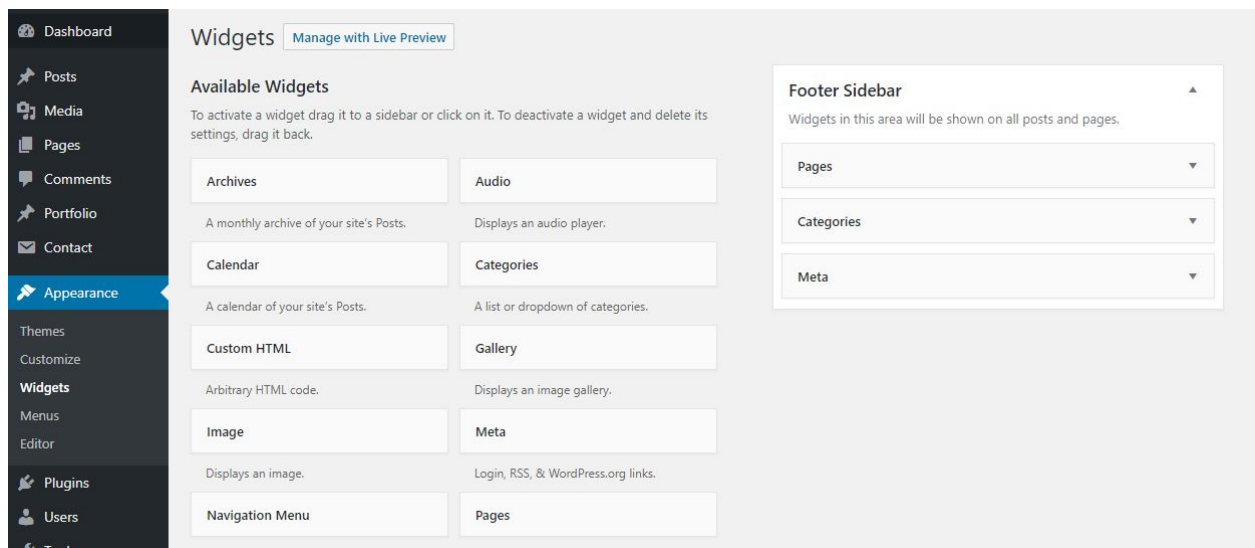 Dashboard
Posts
Media
Pages
Comments
Portfolio
Contact
Appearance
Themes
Customize
Widgets
Menus
Editor
Plugins
Users
Widgets
Manage with Live Preview
Available Widgets
To activate a widget drag it to a sidebar or click on it. To deactivate a widget and delete its
settings, drag it back.
Archives
A monthly archive of your site's Posts.
Audio
Displays an audio player.
Calendar
A calendar of your site's Posts.
Categories
A list or dropdown of categories.
Custom HTML
Arbitrary HTML code.
Gallery
Displays an image gallery.
Image
Displays an image.
Meta
Login, RSS, & WordPress.org links.
Navigation Menu
Pages
Footer Sidebar
Widgets in this area will be shown on all posts and pages.
Pages
Categories
Meta